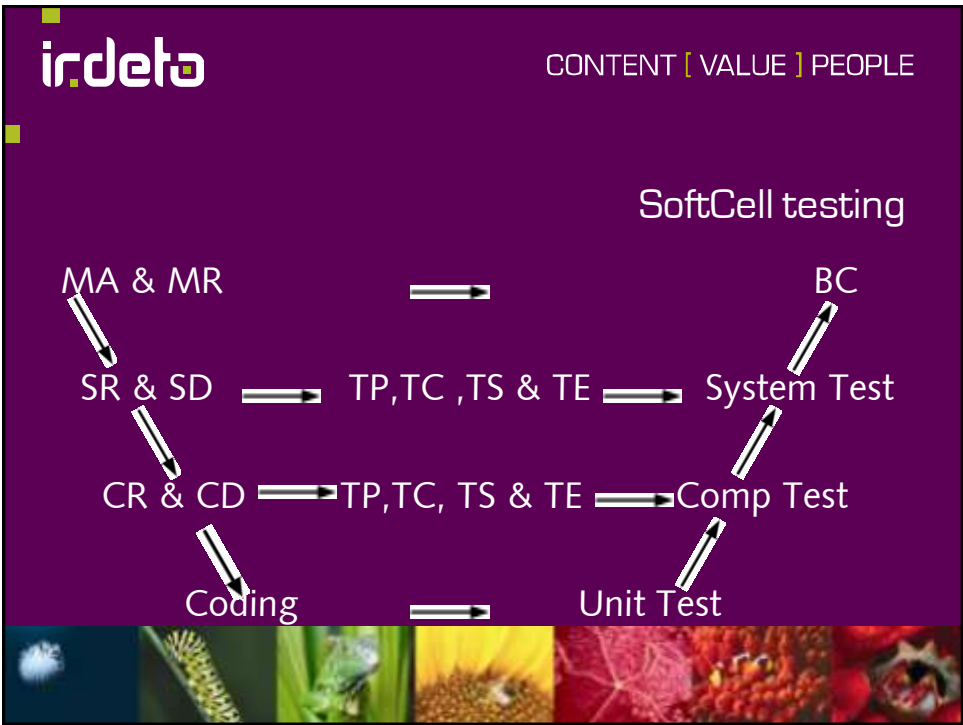 irdeto
CONTENT [ VALUE ] PEOPLE
SoftCell testing
MA & MR BC
SR & SD TP,TC ,TS & TE System Test
CR & CD TP,TC, TS & TE Comp Test
Coding Unit Test